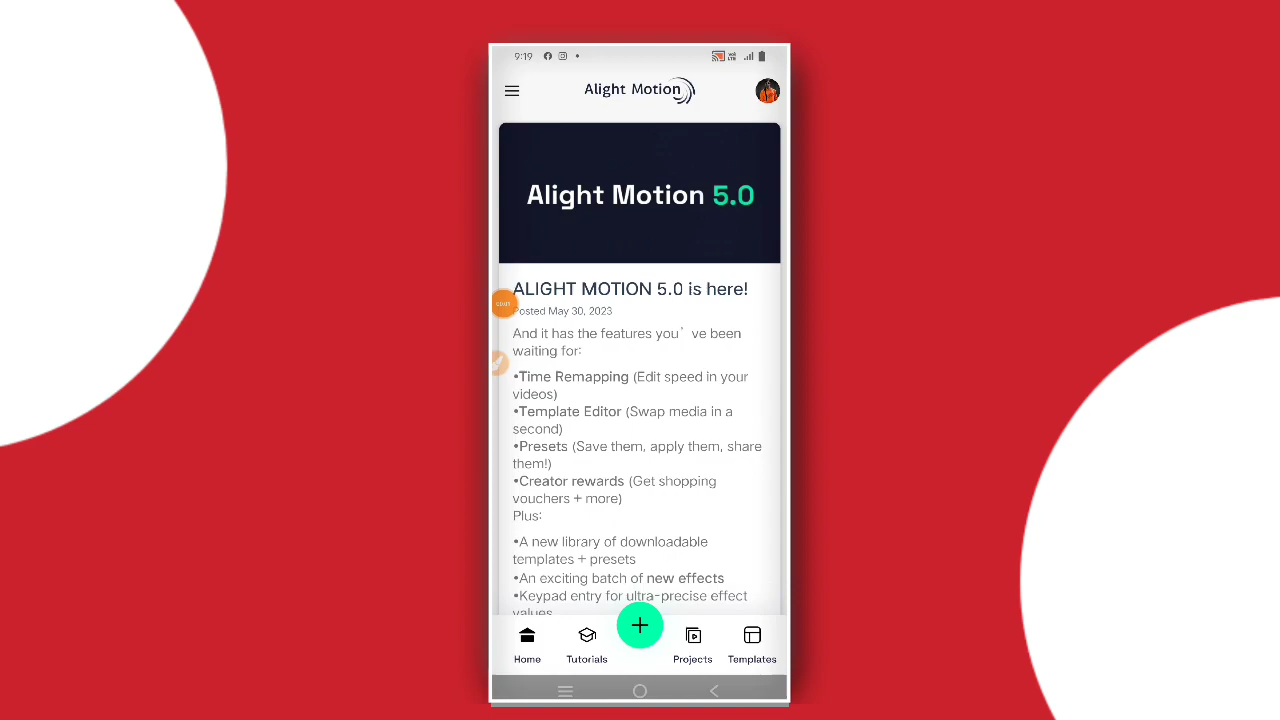 9:19
Alight Motion
Alight Motion 5.0
ALIGHT MOTION 5.0 is here!
osted May 30, 2023
And it has the features you' ve been
waiting for:
•Time Remapping (Edit speed in your
videos)
•Template Editor (Swap media in a
second)
•Presets (Save them, apply them, share
them!)
•Creator rewards (Get shopping
vouchers + more)
Plus:
•A new library of downloadable
templates + presets
•An exciting batch of new effects
•Keypad entry for ultra-precise effect
values
Home
Tutorials
Projects
Templates